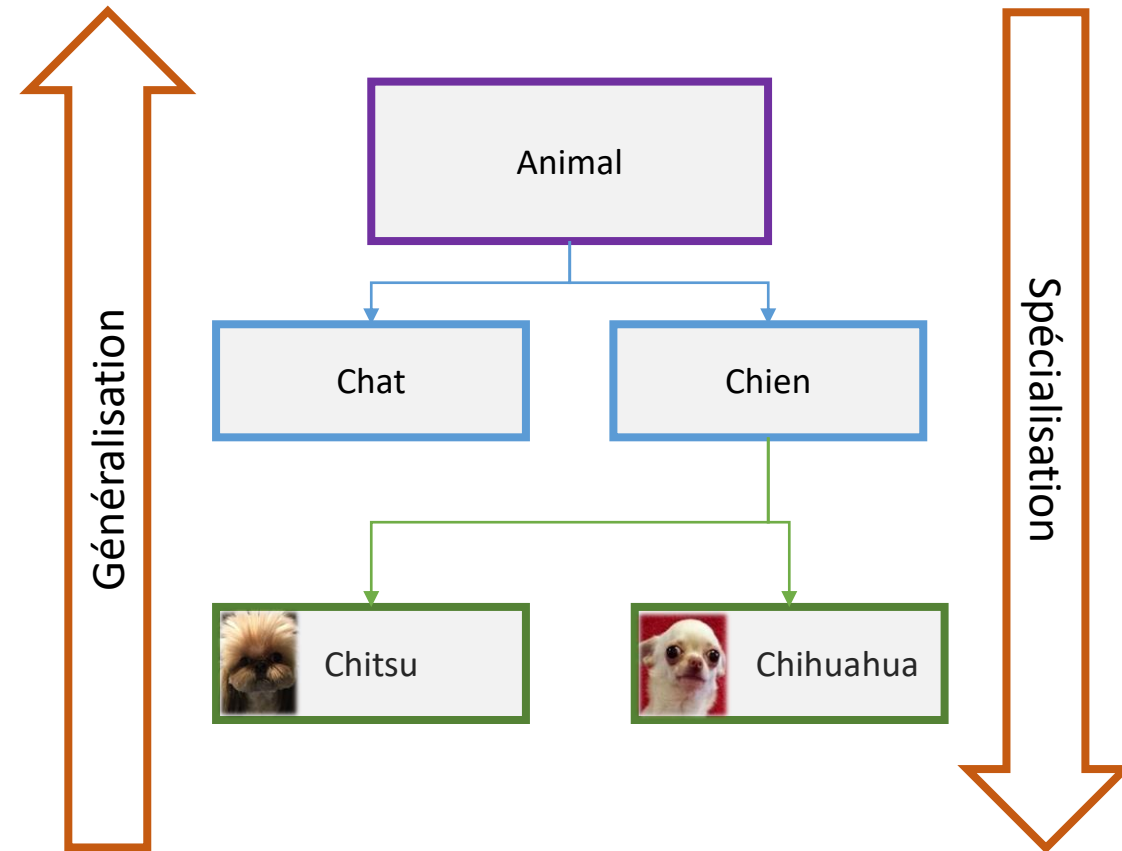 Animal
Généralisation
Spécialisation
Chat
Chien
Chitsu
Chihuahua